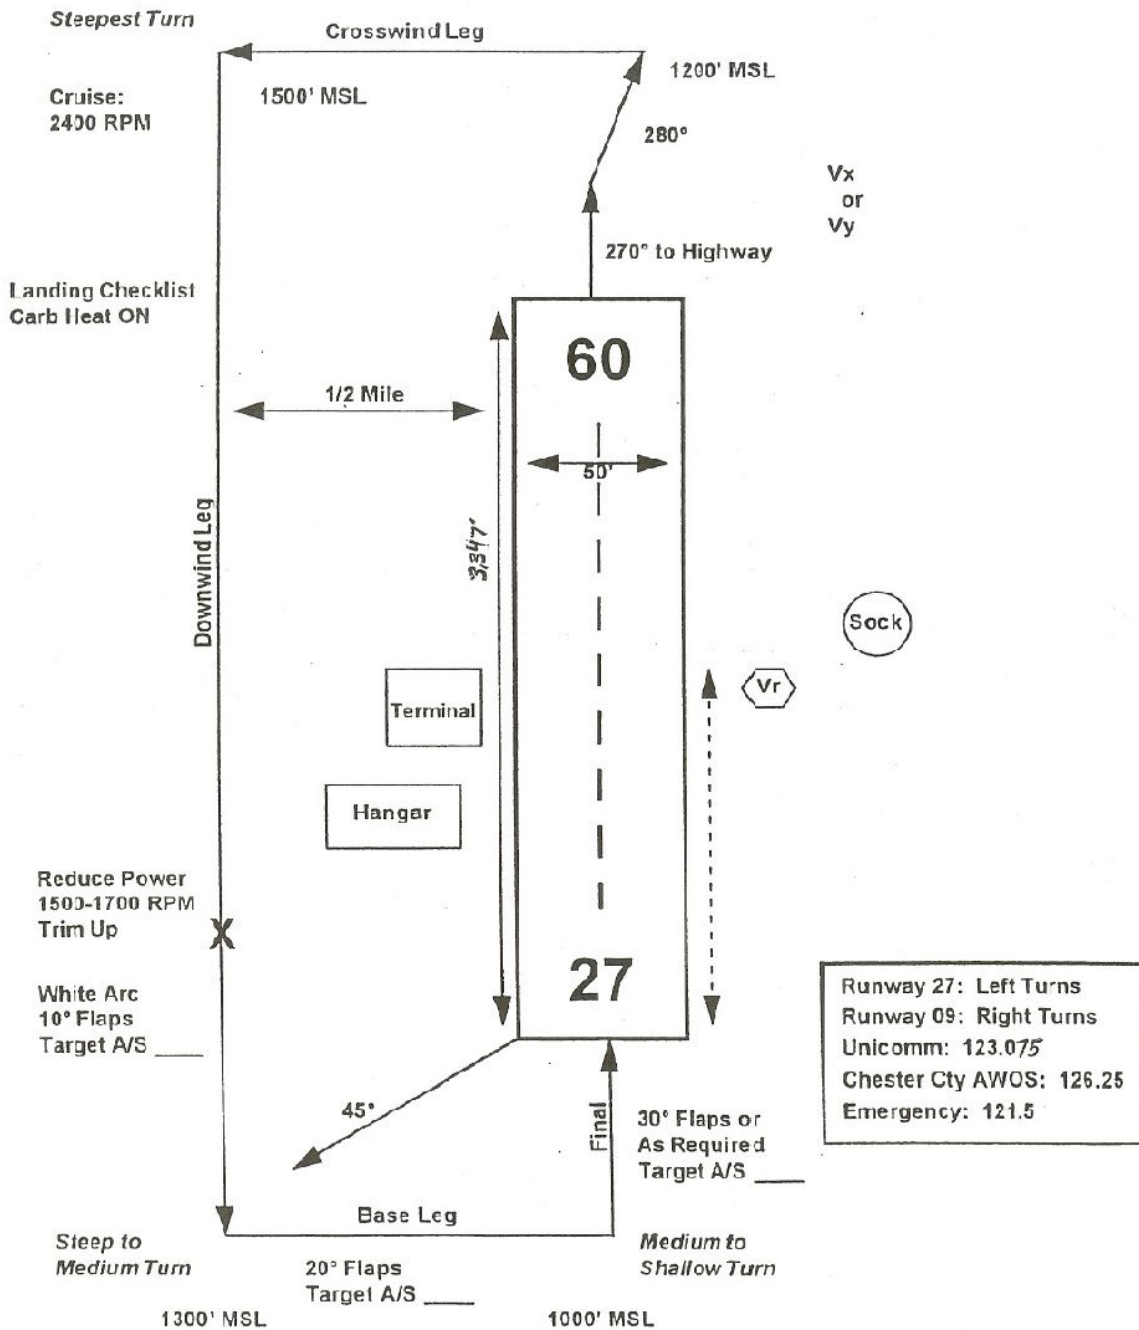 Steepest Turn
Crosswind Leg
1200' MSL
1500' MSL
Cruise:
2400 RPM
280°
Vx
or
Vy
270° to Highway
Landing Checklist
Carb Heat ON
60
1/2 Mile
50'
3,347'
Downwind Leg
Sock
Vr
Terminal
Hangar
Reduce Power
1500-1700 RPM
Trim Up
X
27
White Arc
10° Flaps
Target A/S ____
Runway 27: Left Turns
Runway 09: Right Turns
Unicomm: 123.075
Chester Cty AWOS: 126.25
Emergency: 121.5
45°
Final
30° Flaps or
As Required
Target A/S ____
Base Leg
Steep to
Medium Turn
Medium to
Shallow Turn
20° Flaps
Target A/S ____
1300' MSL
1000' MSL